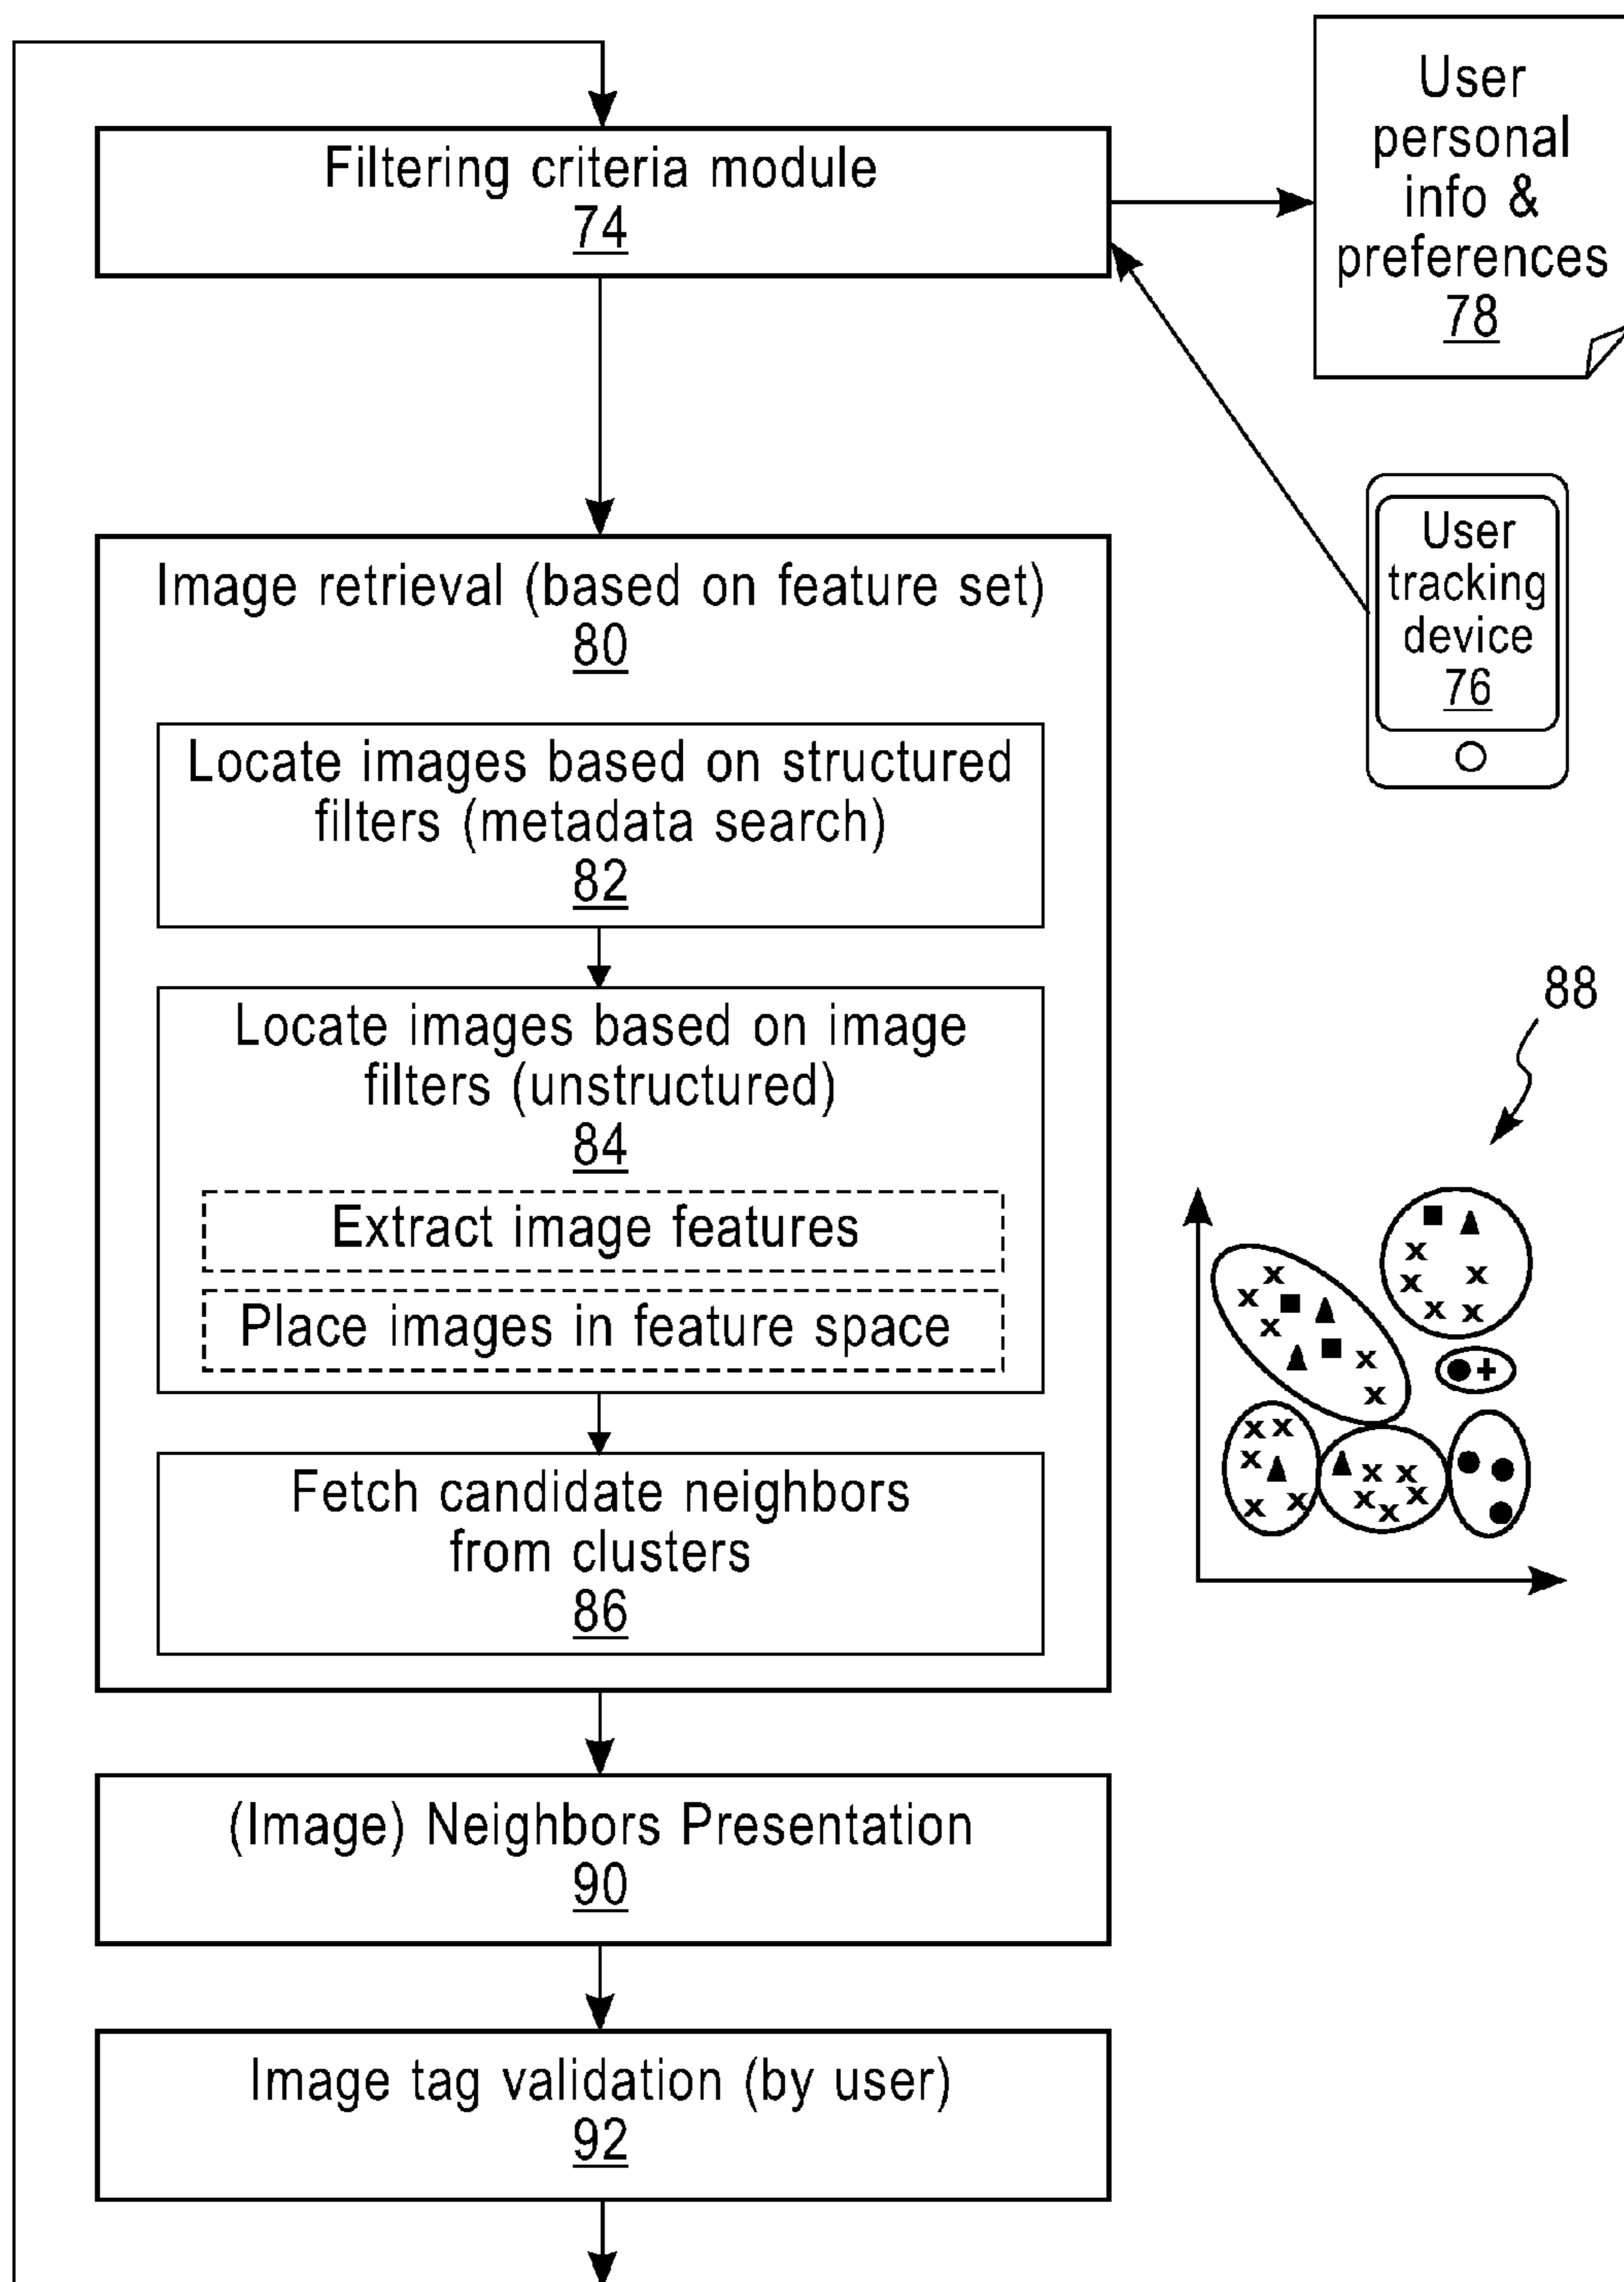 Filtering criteria module
74
User
personal
info &
preferences
78
User
tracking
device
76
Image retrieval (based on feature set)
80
Locate images based on structured
filters (metadata search)
82
Locate images based on image
filters (unstructured)
84
Extract image features
Place images in feature space
Fetch candidate neighbors
from clusters
86
88
(Image) Neighbors Presentation
90
Image tag validation (by user)
92